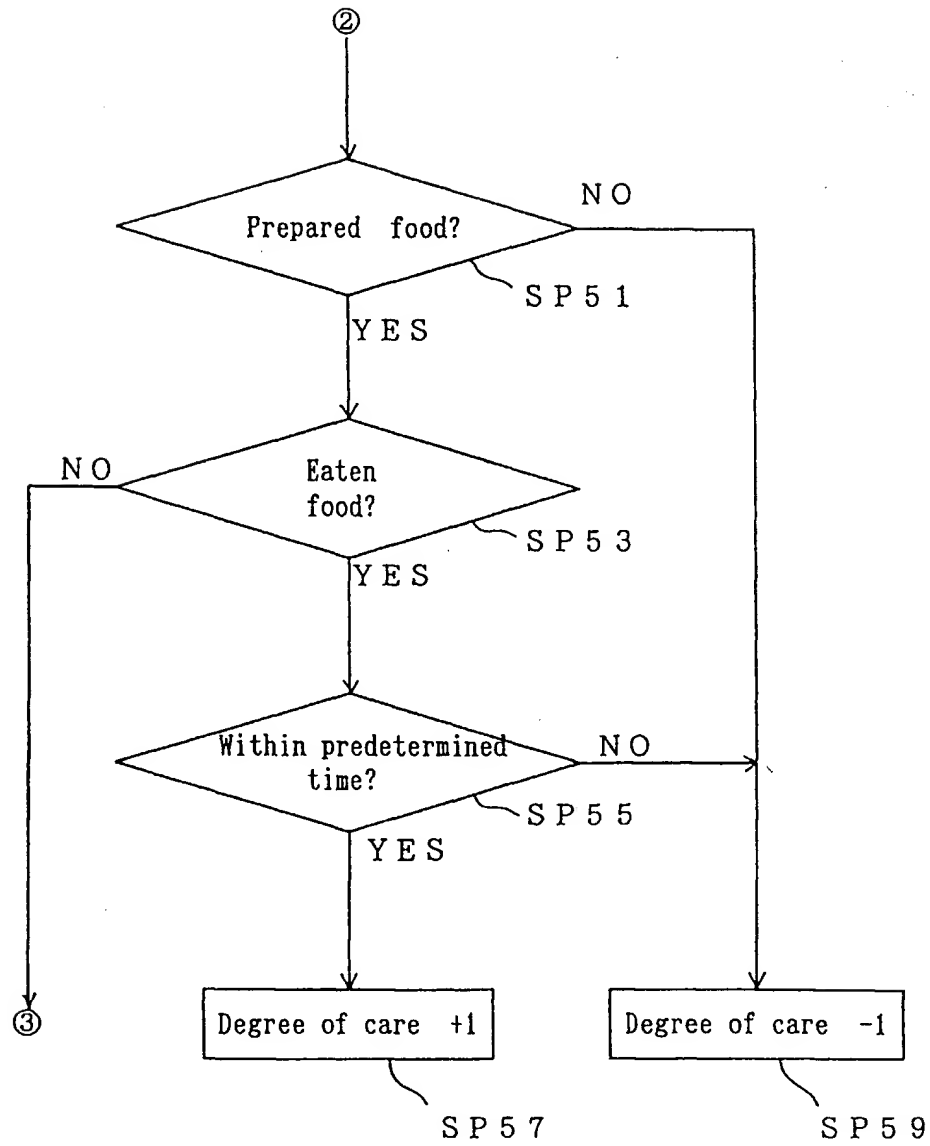 ②
Prepared food?
NO
SP51
YES
NO
Eaten
food?
SP53
YES
Within predetermined
time?
NO
SP55
YES
③
Degree of care +1
Degree of care -1
SP57
SP59